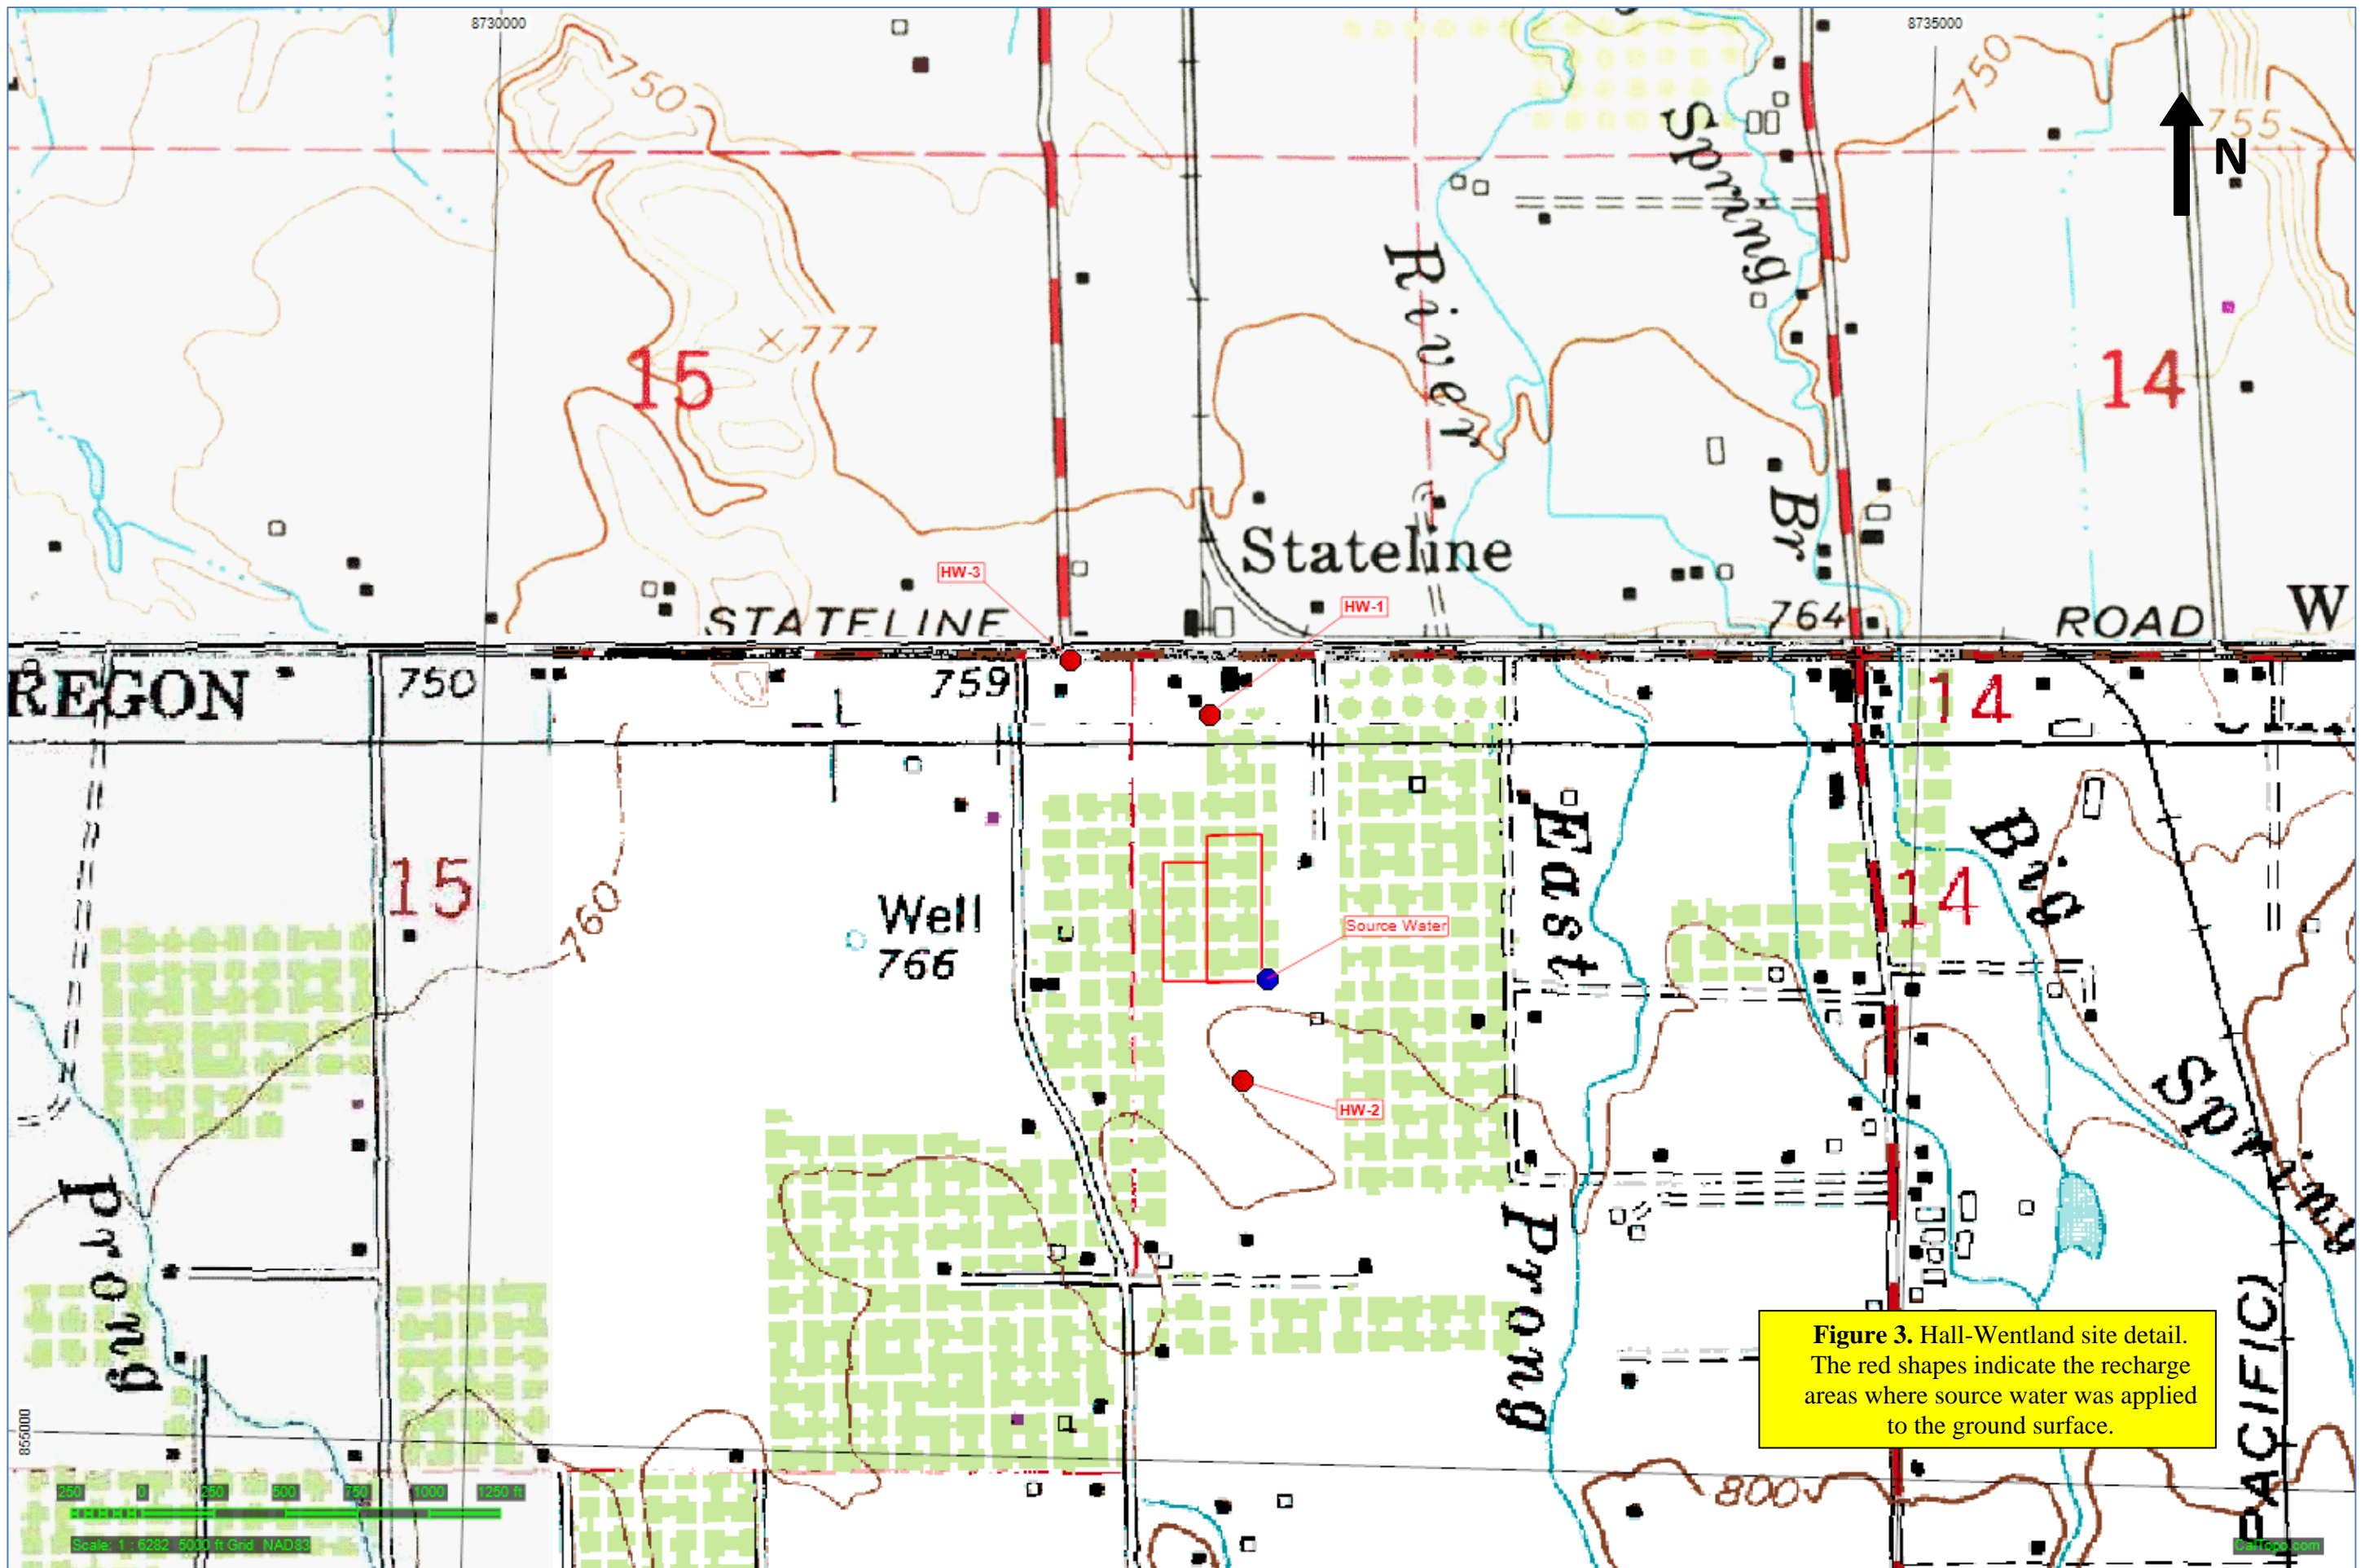 8730000
8735000
750
750
755
N
Spring
River
× 777
15
14
Br
Stateline
HW-3
HW-1
STATELINE
764
ROAD
W
REGON
750
759
14
15
760
Well
766
Source Water
East
14
Big
HW-2
Spring
Prong
Prong
Figure 3. Hall-Wentland site detail.
The red shapes indicate the recharge
areas where source water was applied
to the ground surface.
PACIFIC)
855000
800
250 0 250 500 750 1000 1250 ft
Scale: 1 : 6282 5000 ft Grid NAD83
CalTopo.com